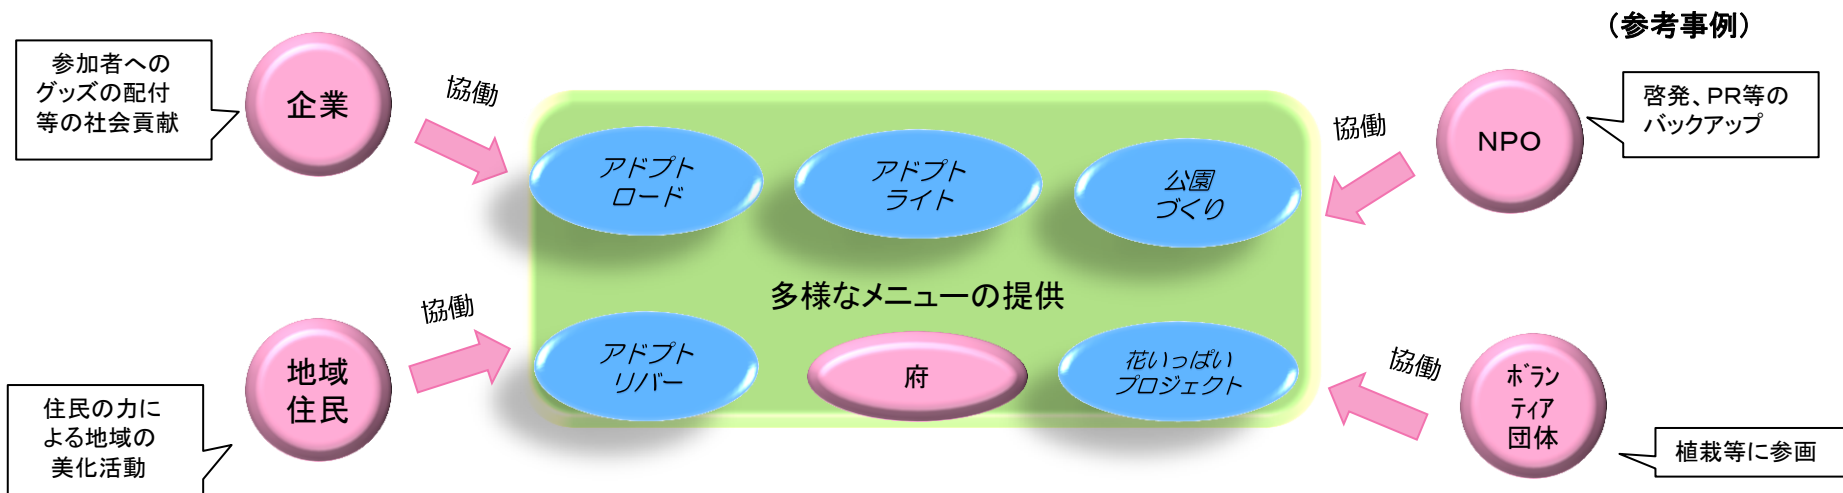 （参考事例）
参加者への
グッズの配付
等の社会貢献
企業
協働
アドプト
ロード
アドプト
ライト
公園
づくり
協働
NPO
啓発、PR等の
バックアップ
多様なメニューの提供
住民の力に
よる地域の
美化活動
地域
住民
協働
アドプト
リバー
府
花いっぱい
プロジェクト
協働
ﾎﾞﾗﾝ
ﾃｨｱ
団体
植栽等に参画